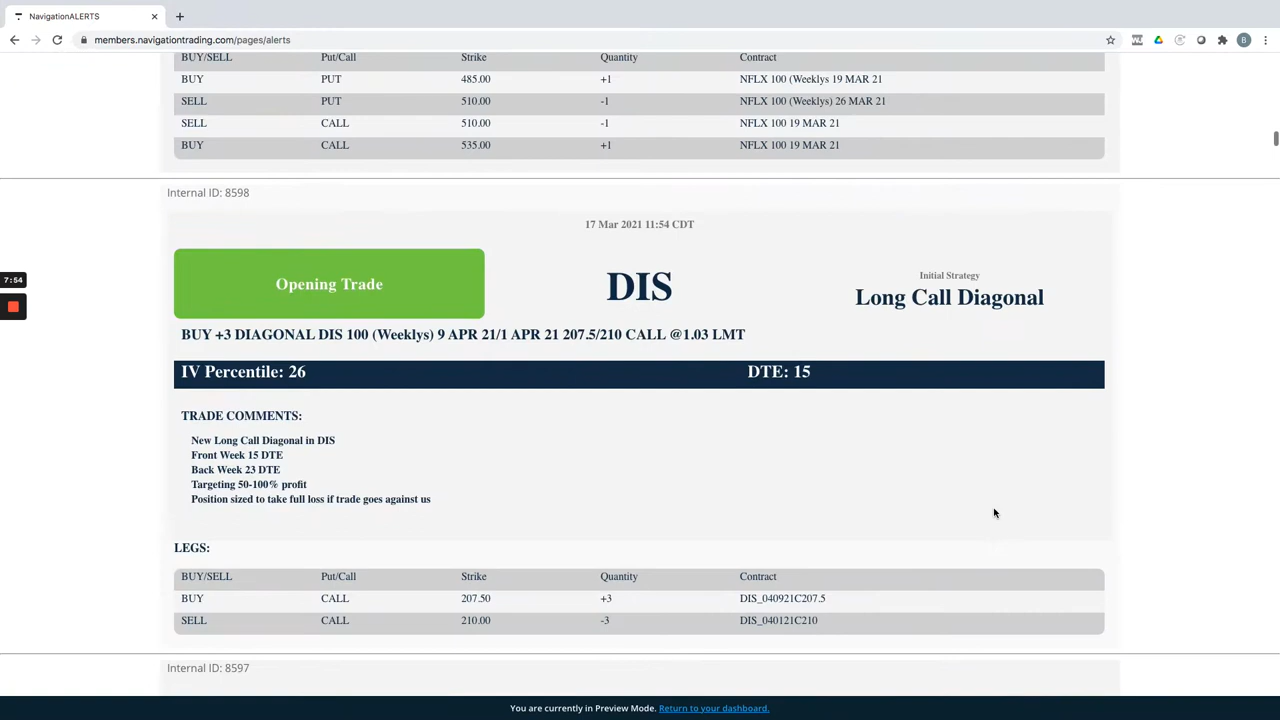 NavigationALERTS
members.navigationtrading.com/pages/alerts
B
BUY/SELL Put/Call Strike Quantity Contract
BUY PUT 485.00 +1 NFLX 100 (Weeklys 19 MAR 21
SELL PUT 510.00 -1 NFLX 100 (Weeklys) 26 MAR 21
SELL CALL 510.00 -1 NFLX 100 19 MAR 21
BUY CALL 535.00 +1 NFLX 100 19 MAR 21
Internal ID: 8598
17 Mar 2021 11:54 CDT
Opening Trade
DIS
Initial Strategy
Long Call Diagonal
7:54
BUY +3 DIAGONAL DIS 100 (Weeklys) 9 APR 21/1 APR 21 207.5/210 CALL @1.03 LMT
IV Percentile: 26 DTE: 15
TRADE COMMENTS:
New Long Call Diagonal in DIS
Front Week 15 DTE
Back Week 23 DTE
Targeting 50-100% profit
Position sized to take full loss if trade goes against us
LEGS:
BUY/SELL Put/Call Strike Quantity Contract
BUY CALL 207.50 +3 DIS_040921C207.5
SELL CALL 210.00 -3 DIS_040121C210
Internal ID: 8597
You are currently in Preview Mode. Return to your dashboard.